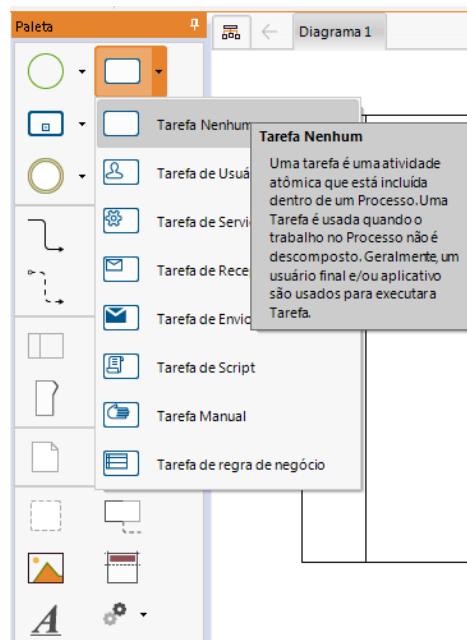 Paleta
Diagrama 1
Tarefa Nenhum
Tarefa Nenhum
Uma tarefa é uma atividade
atômica que está incluída
dentro de um Processo.Uma
Tarefa é usada quando o
trabalho no Processo não é
descomposto. Geralmente, um
usuário final e/ou aplicativo
são usados para executar a
Tarefa.
Tarefa de Usuá
Tarefa de Servi
Tarefa de Rece
Tarefa de Envio
Tarefa de Script
Tarefa Manual
Tarefa de regra de negócio
A